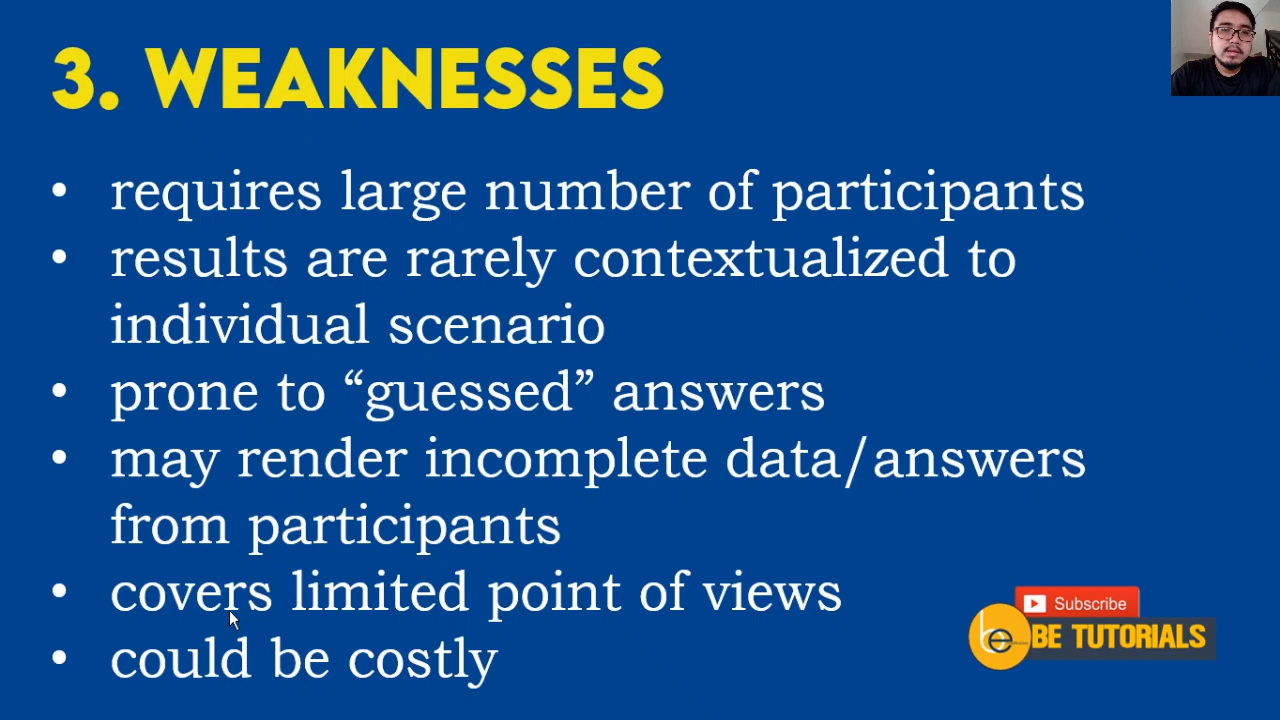 3. WEAKNESSES
• requires large number of participants
• results are rarely contextualized to
individual scenario
• prone to “guessed” answers
• may render incomplete data/answers
from participants
• covers limited point of views
• could be costly
Subscribe
be
BE TUTORIALS